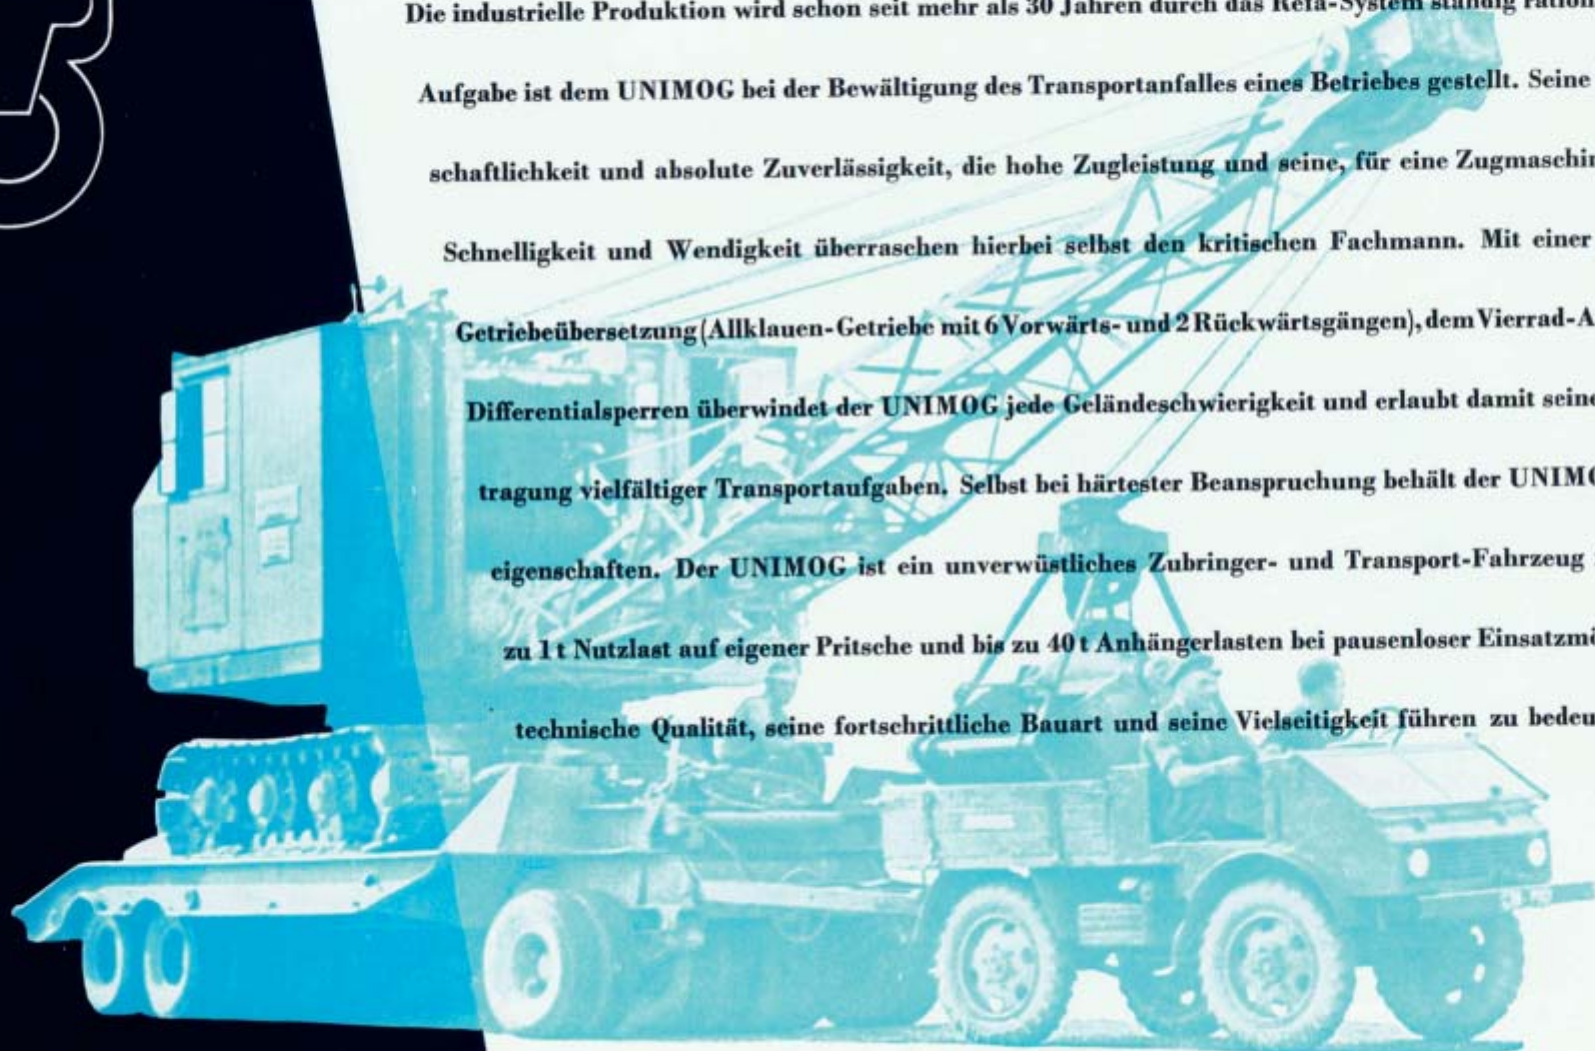 Die industrielle Produktion wird schon seit mehr als 30 Jahren durch das Refa-System ständig
Aufgabe ist dem UNIMOG bei der Bewältigung des Transportanfalles eines Betriebes gestellt. Seine
schaftlichkeit und absolute Zuverlässigkeit, die hohe Zugleistung und seine, für eine Zugmaschin
Schnelligkeit und Wendigkeit überraschen hierbei selbst den kritischen Fachmann. Mit einer
Getriebeübersetzung (Allklauen-Getriebe mit 6 Vorwärts- und 2 Rückwärtsgängen), dem Vierrad-A
Differentialsperren überwindet der UNIMOG jede Geländeschwierigkeit und erlaubt damit seine
tragung vielfältiger Transportaufgaben. Selbst bei härtester Beanspruchung behält der UNIMO
eigenschaften. Der UNIMOG ist ein unverwüstliches Zubringer- und Transport-Fahrzeug
zu 1 t Nutzlast auf eigener Pritsche und bis zu 40 t Anhängerlasten bei pausenloser Einsatzmö
technische Qualität, seine fortschrittliche Bauart und seine Vielseitigkeit führen zu bedeu